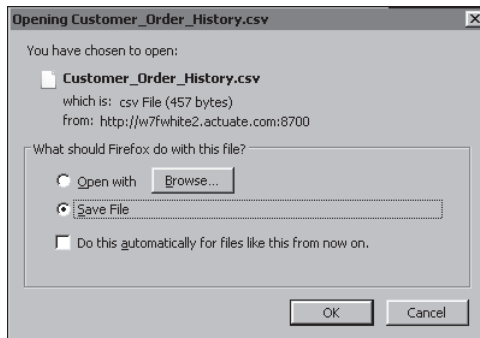 Opening Customer_Order_History.csv
You have chosen to open:
Customer_Order_History.csv
which is: csv File (457 bytes)
from: http://w7fwhite2.actuate.com:8700
What should Firefox do with this file?
Open with Browse...
Save File
Do this automatically for files like this from now on.
OK Cancel